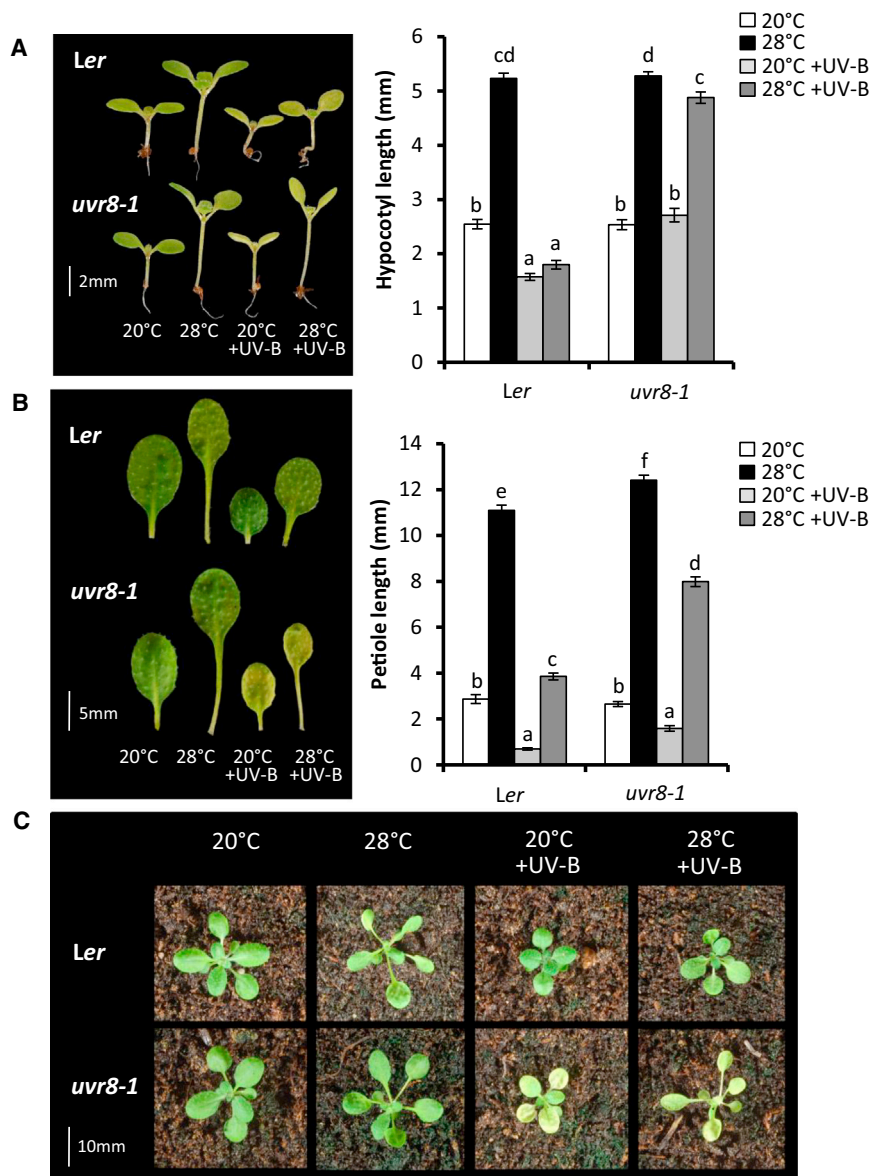 A
Ler
uvr8-1
2mm
20°C 28°C 20°C 28°C
+UV-B +UV-B
Hypocotyl length (mm)
6
5
4
3
2
1
0
b cd a a b d b c
Ler uvr8-1
20°C
28°C
20°C +UV-B
28°C +UV-B
B
Ler
uvr8-1
5mm
20°C 28°C 20°C 28°C
+UV-B +UV-B
Petiole length (mm)
14
12
10
8
6
4
2
0
b e a c b f a d
Ler uvr8-1
20°C
28°C
20°C +UV-B
28°C +UV-B
C
20°C 28°C 20°C 28°C
+UV-B +UV-B
Ler
uvr8-1
10mm